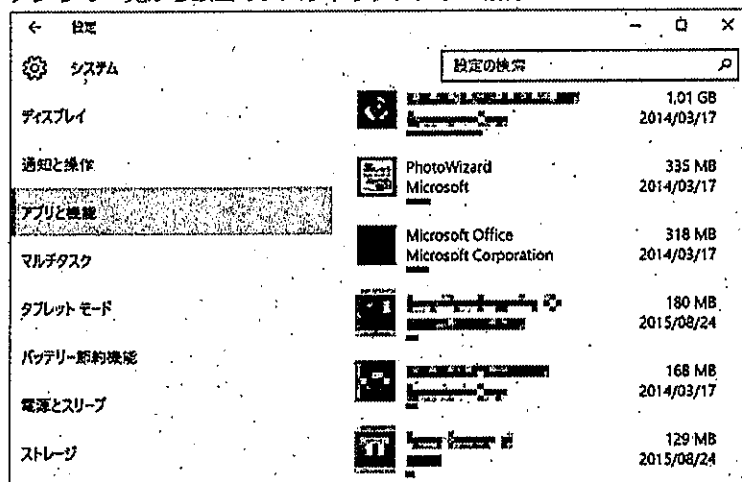 ← 設定
システム
設定の検索
ディスプレイ
通知と操作
アプリと機能
マルチタスク
タブレット モード
バッテリー節約機能
電源とスリープ
ストレージ
1.01 GB
2014/03/17
PhotoWizard
335 MB
Microsoft
2014/03/17
Microsoft Office
318 MB
Microsoft Corporation
2014/03/17
180 MB
2015/08/24
168 MB
2014/03/17
129 MB
2015/08/24